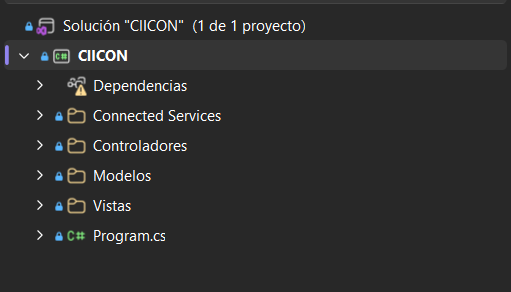 Solución "CIICON" (1 de 1 proyecto)
C# CIICON
Dependencias
Connected Services
Controladores
Modelos
Vistas
C# Program.cs